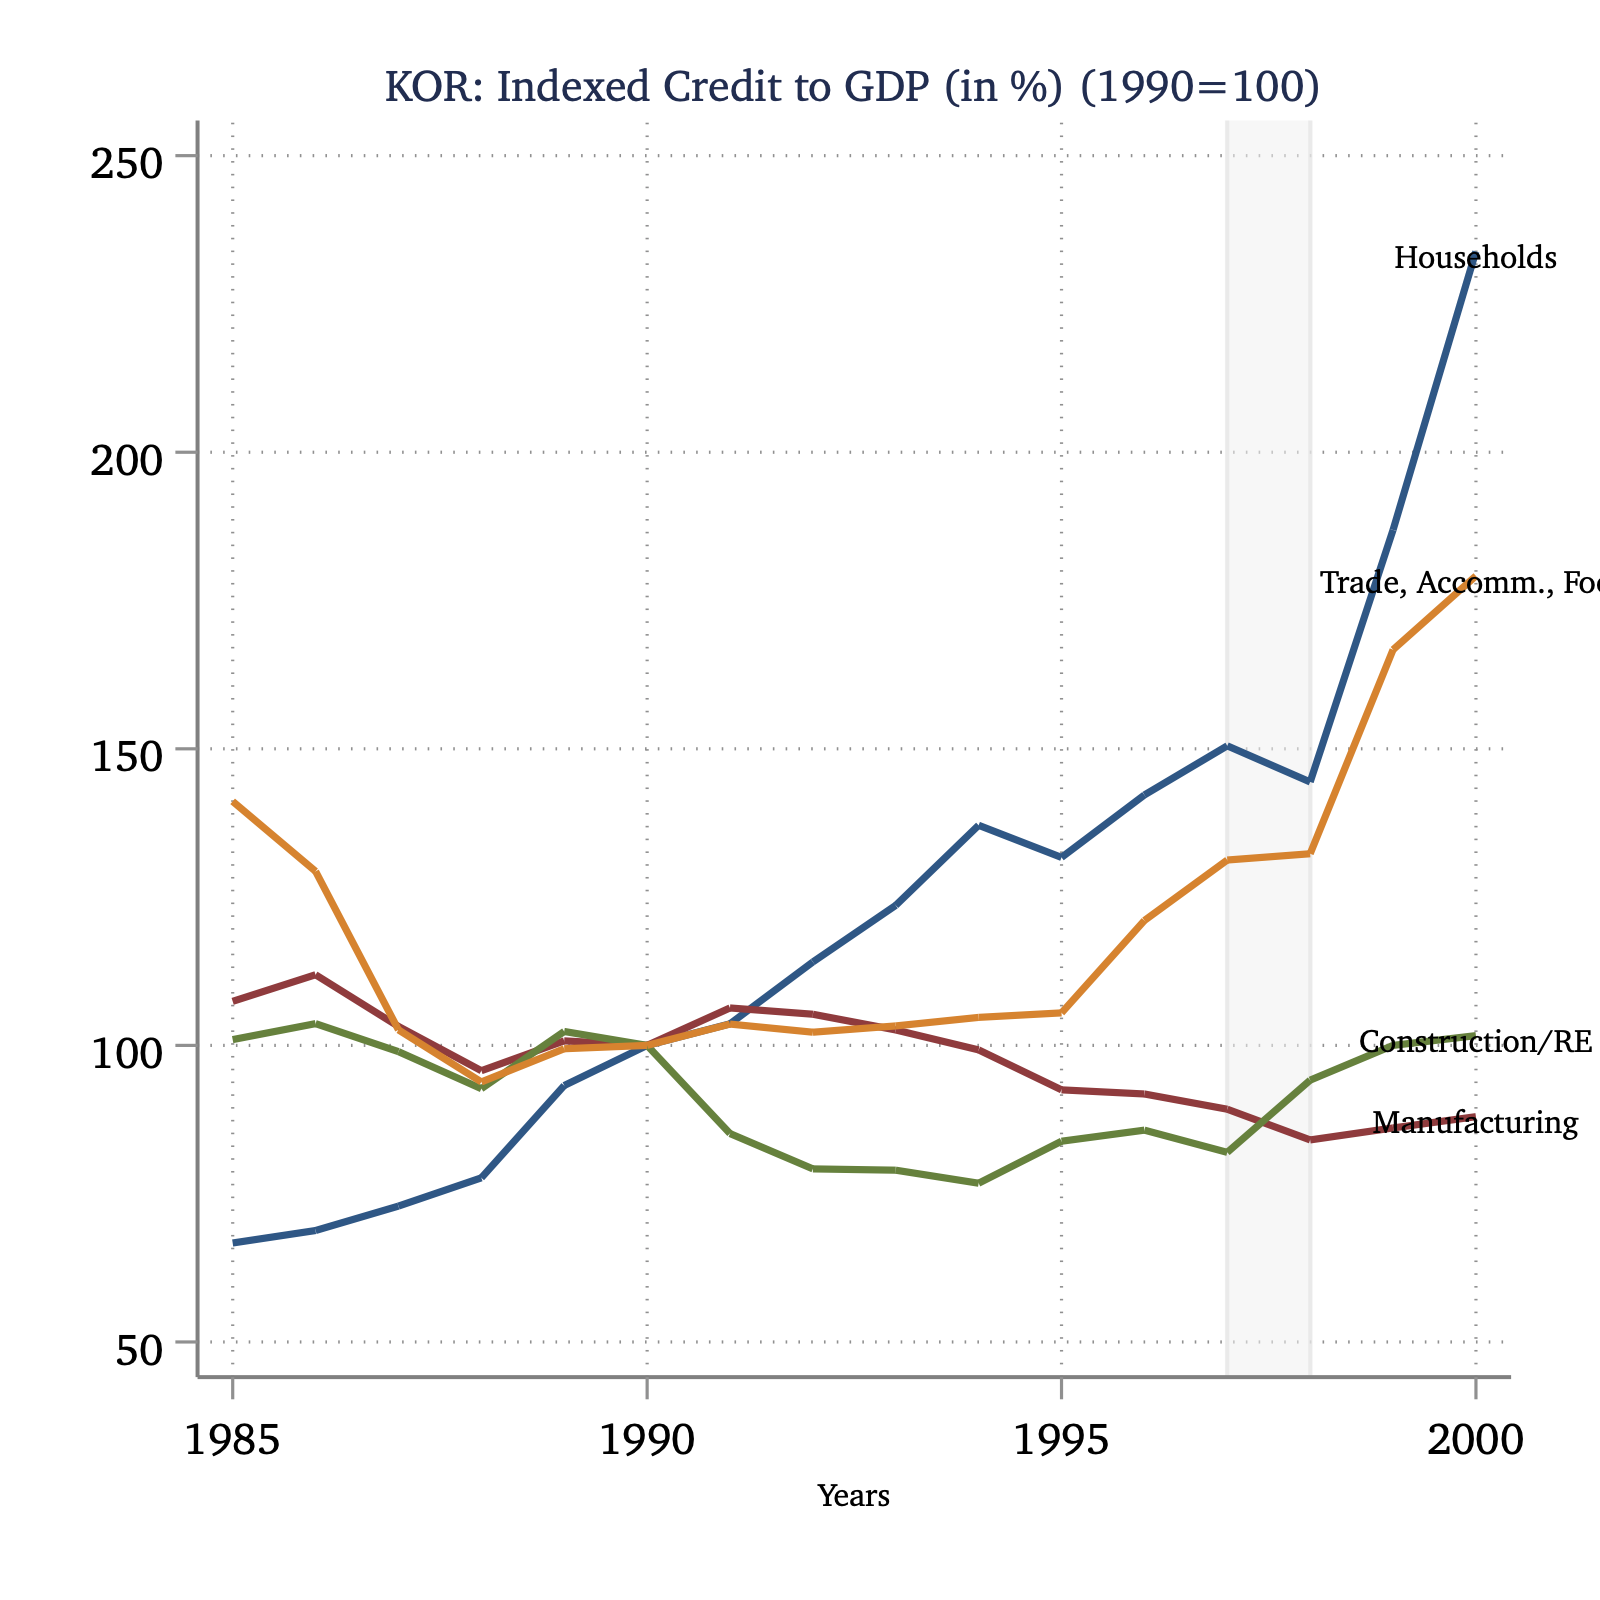 KOR: Indexed Credit to GDP (in %) (1990=100)
250
200
150
100
50
Households
Trade, Accomm.,
Construction/RE
Manufacturing
1985 1990 1995 2000
Years